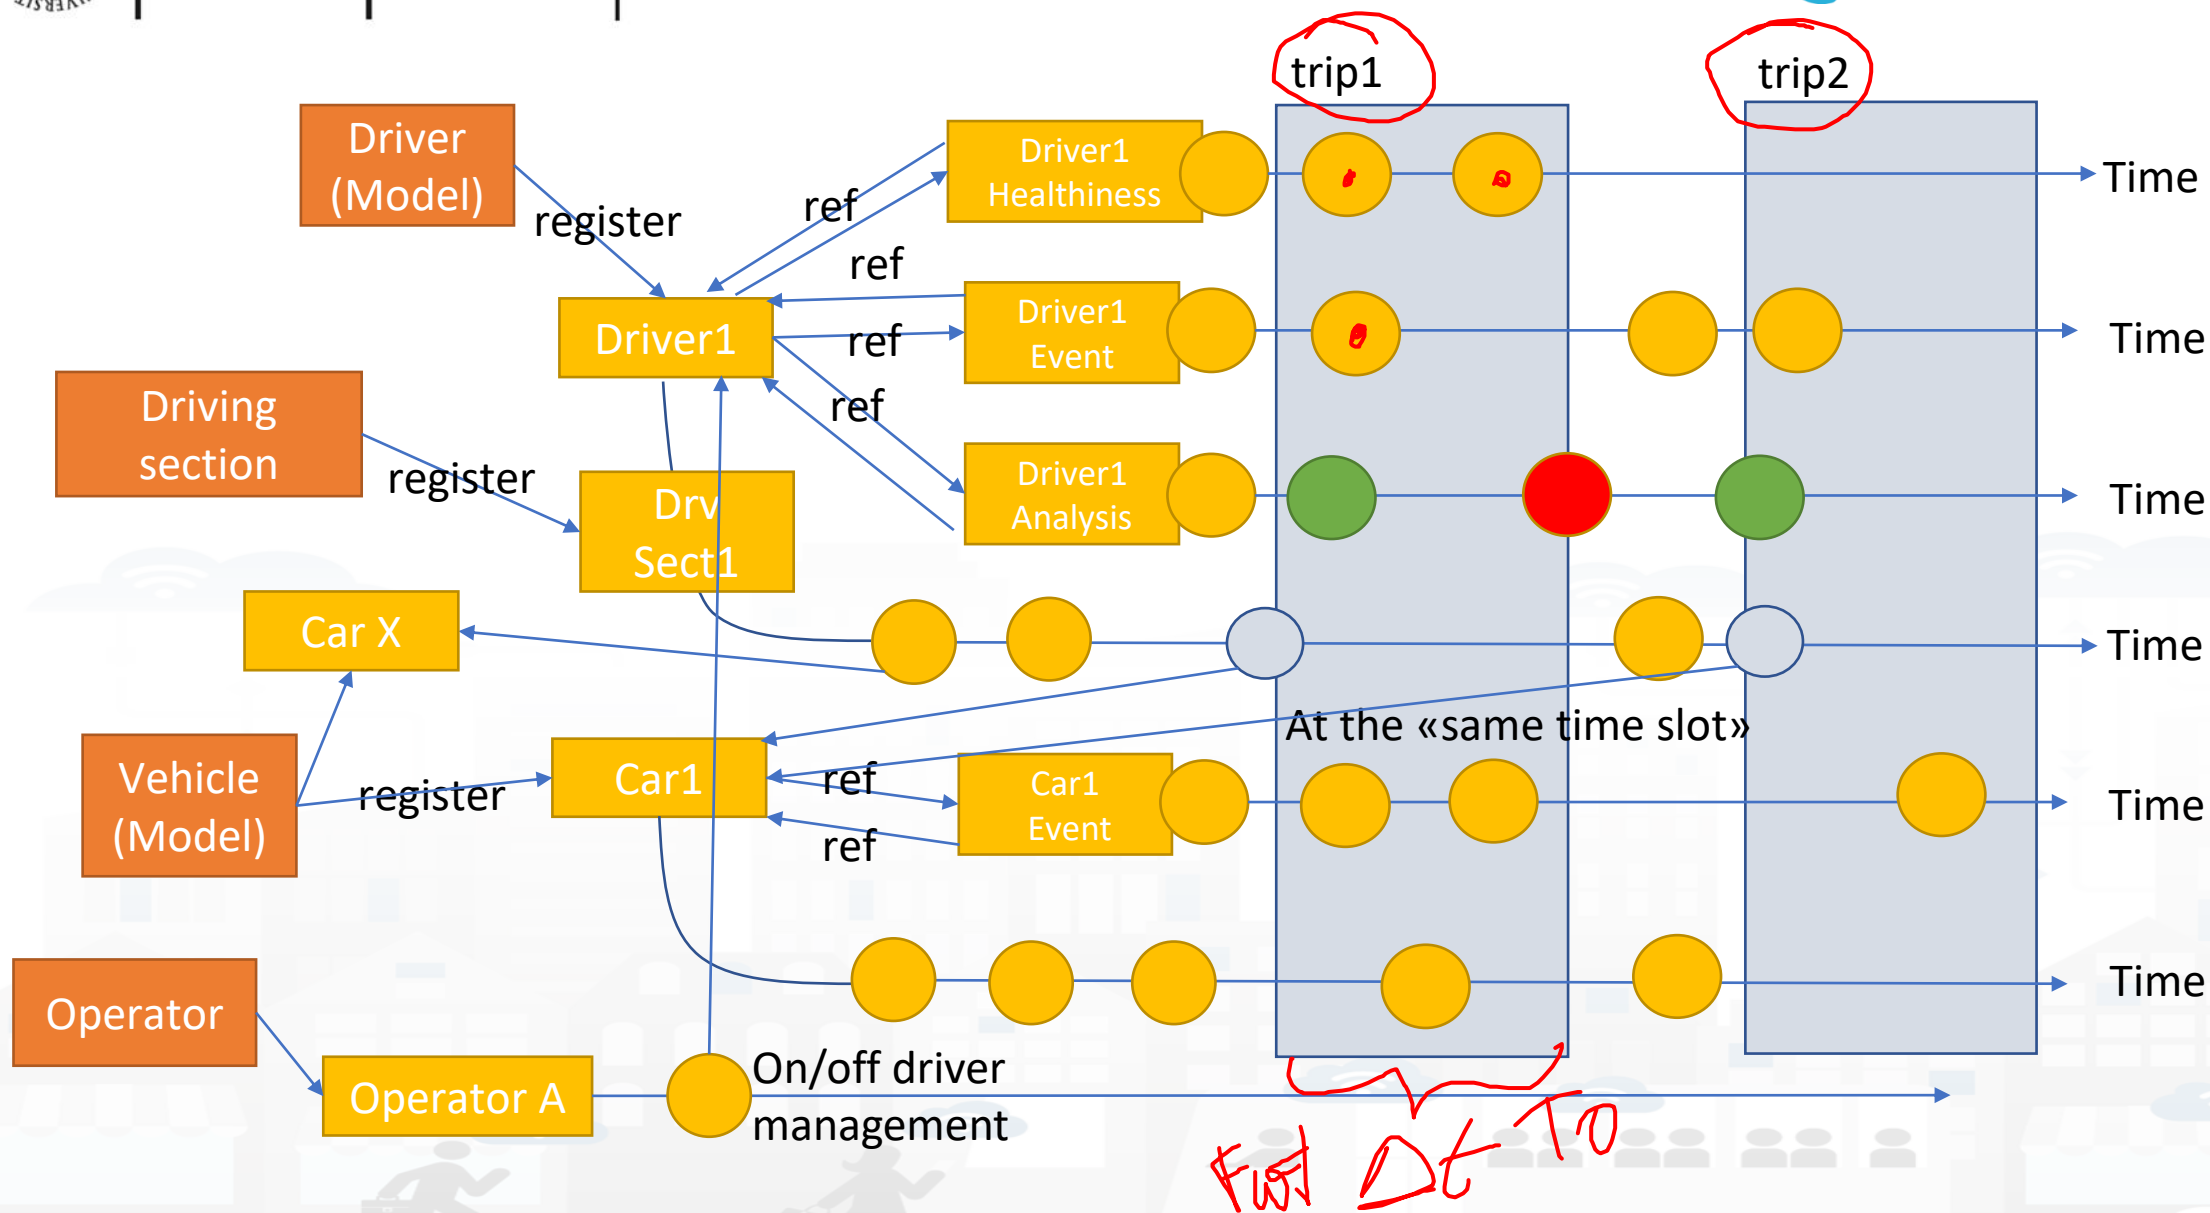 trip1
trip2
Driver
(Model)
Driver1
Healthiness
Time
register
ref
ref
Driver1
Driver1
Event
ref
Time
Driving
section
ref
register
Drv
Sect1
Driver1
Analysis
Time
Car X
Time
At the «same time slot»
Vehicle
(Model)
register
Car1
ref
ref
Car1
Event
Time
Time
Operator
Operator A
On/off driver
management
Δt
To